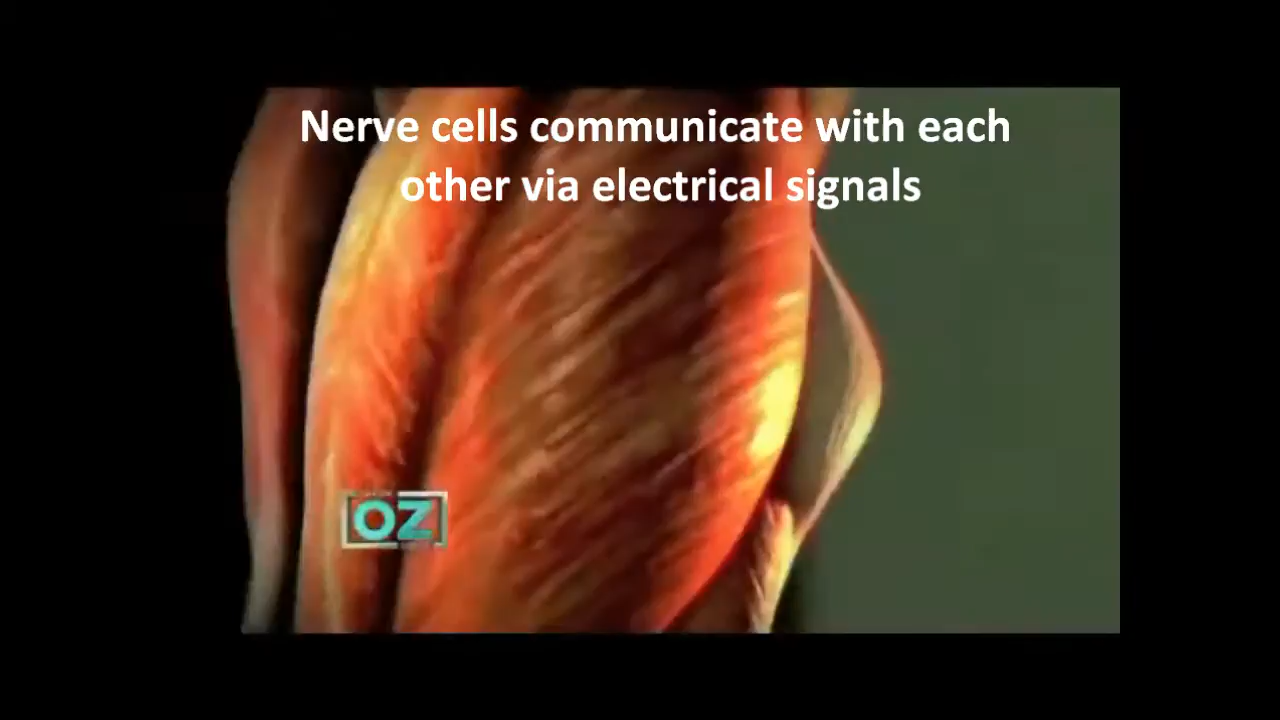 Nerve cells communicate with each
other via electrical signals
OZ